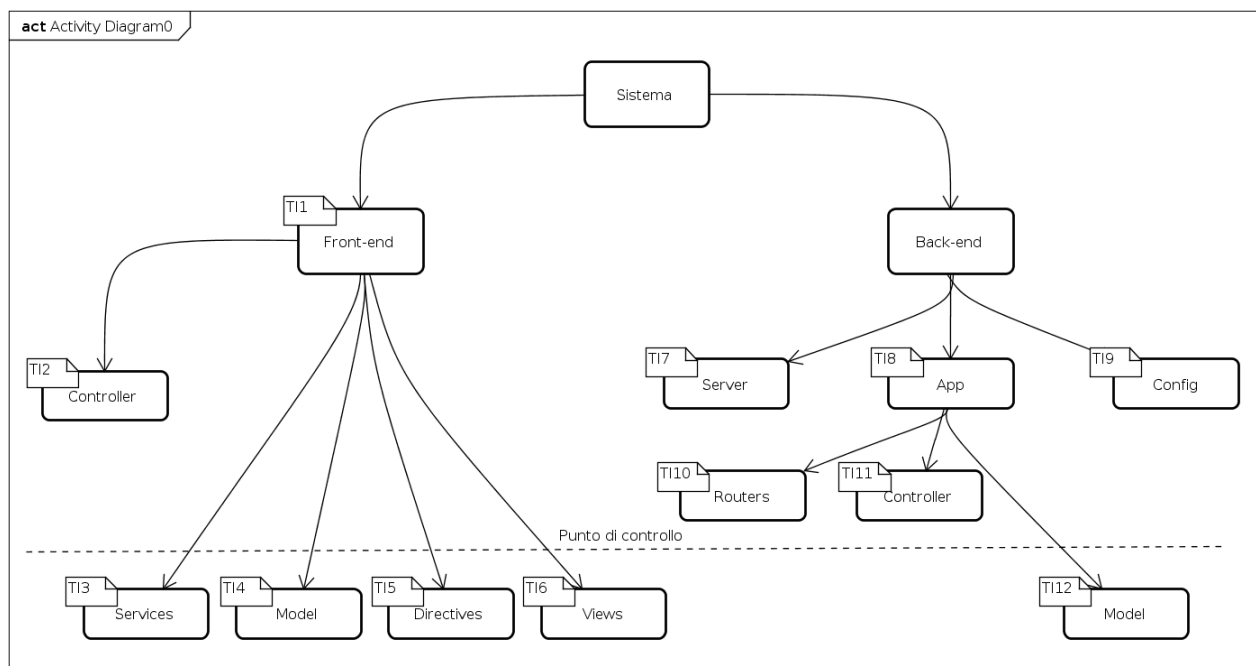 act Activity Diagram0
Sistema
TI1
Front-end
Back-end
TI2
Controller
TI7
Server
TI8
App
TI9
Config
TI10
Routers
TI11
Controller
Punto di controllo
TI3
Services
TI4
Model
TI5
Directives
TI6
Views
TI12
Model